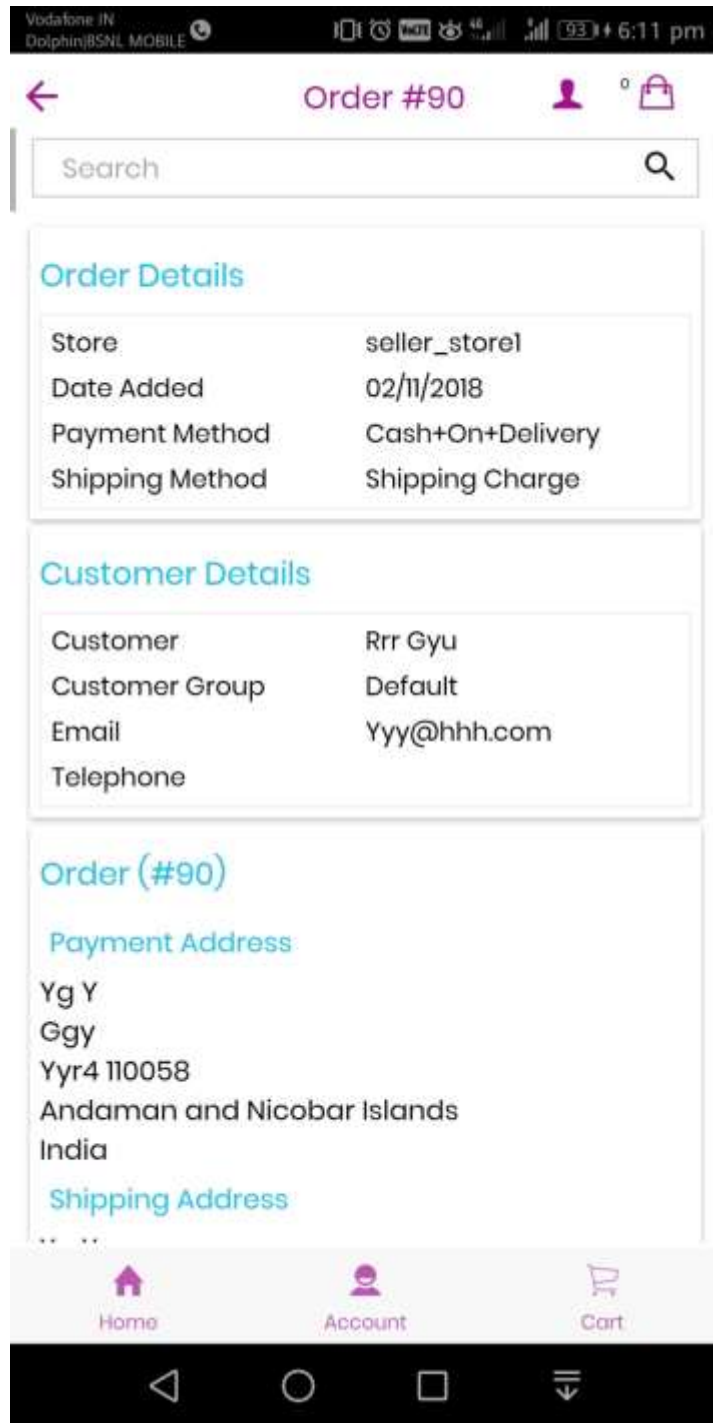 Vodafone IN
Dolphin|BSNL MOBILE
93 6:11 pm
Order #90
0
Search
Order Details
Store seller_store1
Date Added 02/11/2018
Payment Method Cash+On+Delivery
Shipping Method Shipping Charge
Customer Details
Customer Rrr Gyu
Customer Group Default
Email Yyy@hhh.com
Telephone
Order (#90)
Payment Address
Yg Y
Ggy
Yyr4 110058
Andaman and Nicobar Islands
India
Shipping Address
Home Account Cart